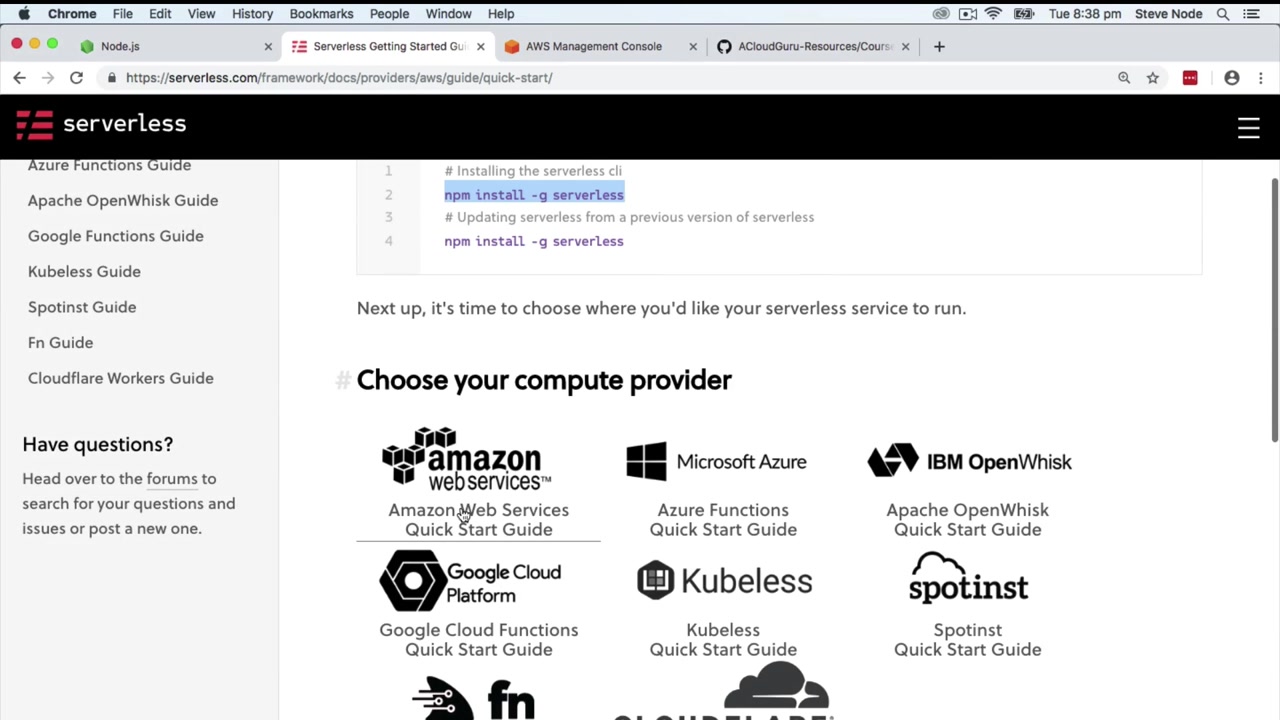 Chrome File Edit View History Bookmarks People Window Help Tue 8:38 pm Steve Node
Node.js Serverless Getting Started Gui AWS Management Console ACloudGuru-Resources/Cours
https://serverless.com/framework/docs/providers/aws/guide/quick-start/
serverless
Azure Functions Guide
Apache OpenWhisk Guide
Google Functions Guide
Kubeless Guide
Spotinst Guide
Fn Guide
Cloudflare Workers Guide
Have questions?
Head over to the forums to
search for your questions and
issues or post a new one.
1 # Installing the serverless cli
2 npm install -g serverless
3 # Updating serverless from a previous version of serverless
4 npm install -g serverless
Next up, it's time to choose where you'd like your serverless service to run.
# Choose your compute provider
amazon
web services™
Amazon Web Services
Quick Start Guide
Microsoft Azure
Azure Functions
Quick Start Guide
IBM OpenWhisk
Apache OpenWhisk
Quick Start Guide
Google Cloud
Platform
Google Cloud Functions
Quick Start Guide
Kubeless
Kubeless
Quick Start Guide
spotinst
Spotinst
Quick Start Guide
fn
CLOUDFLARE